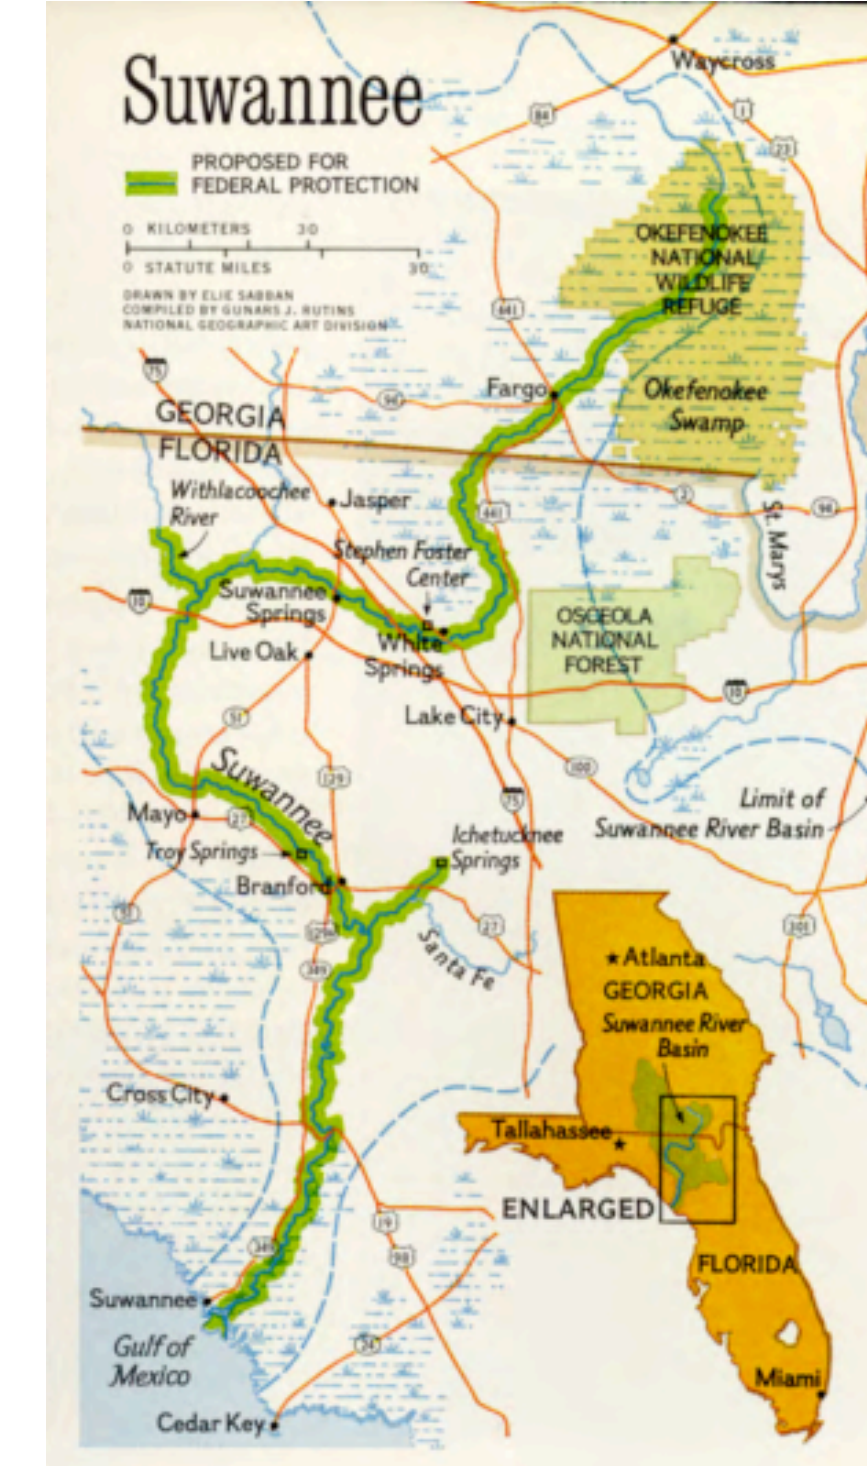 Suwannee
PROPOSED FOR
FEDERAL PROTECTION
0 KILOMETERS 30
0 STATUTE MILES 30
DRAWN BY ELIE SABBAN
COMPILED BY GUNARS J. RUTINS
NATIONAL GEOGRAPHIC ART DIVISION
Waycross
84
1
23
OKEFENOKEE
NATIONAL
WILDLIFE
REFUGE
441
75
94
Fargo
Okefenokee
Swamp
GEORGIA
FLORIDA
Withlacoochee
River
Jasper
441
2
94
St. Marys
Stephen Foster
Center
10
Suwannee
Springs
White
Springs
OSCEOLA
NATIONAL
FOREST
Live Oak
10
Lake City
51
129
100
75
Suwannee
Mayo
27
Troy Springs
Branford
Ichetucknee
Springs
Limit of
Suwannee River Basin
51
129
349
27
Santa Fe
301
Atlanta
GEORGIA
Suwannee River
Basin
Cross City
Tallahassee
ENLARGED
19
98
349
FLORIDA
Suwannee
Gulf of
Mexico
24
Miami
Cedar Key